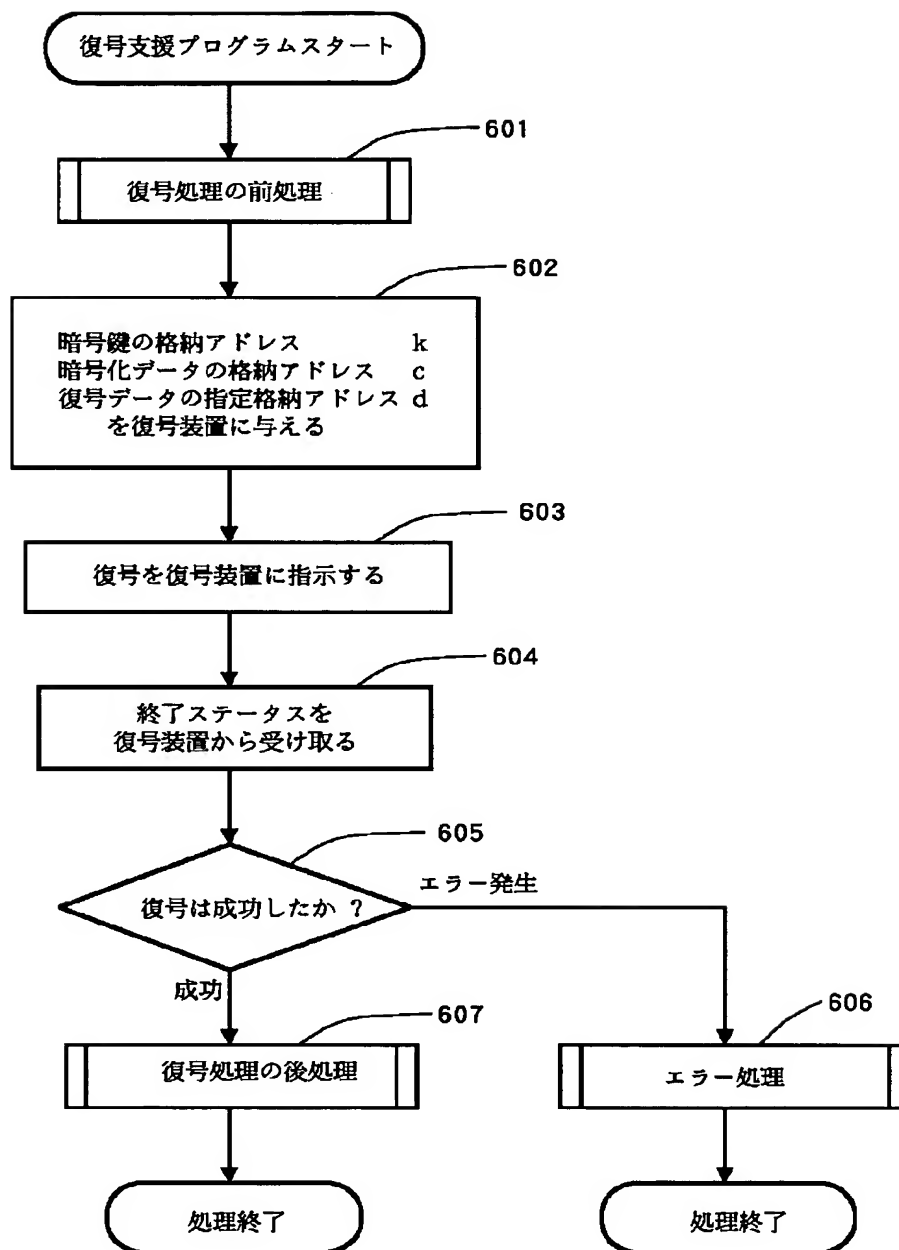 復号支援プログラムスタート
601
復号処理の前処理
602
暗号鍵の格納アドレス k
暗号化データの格納アドレス c
復号データの指定格納アドレス d
を復号装置に与える
603
復号を復号装置に指示する
604
終了ステータスを
復号装置から受け取る
605
復号は成功したか ?
エラー発生
成功
607
復号処理の後処理
606
エラー処理
処理終了
処理終了